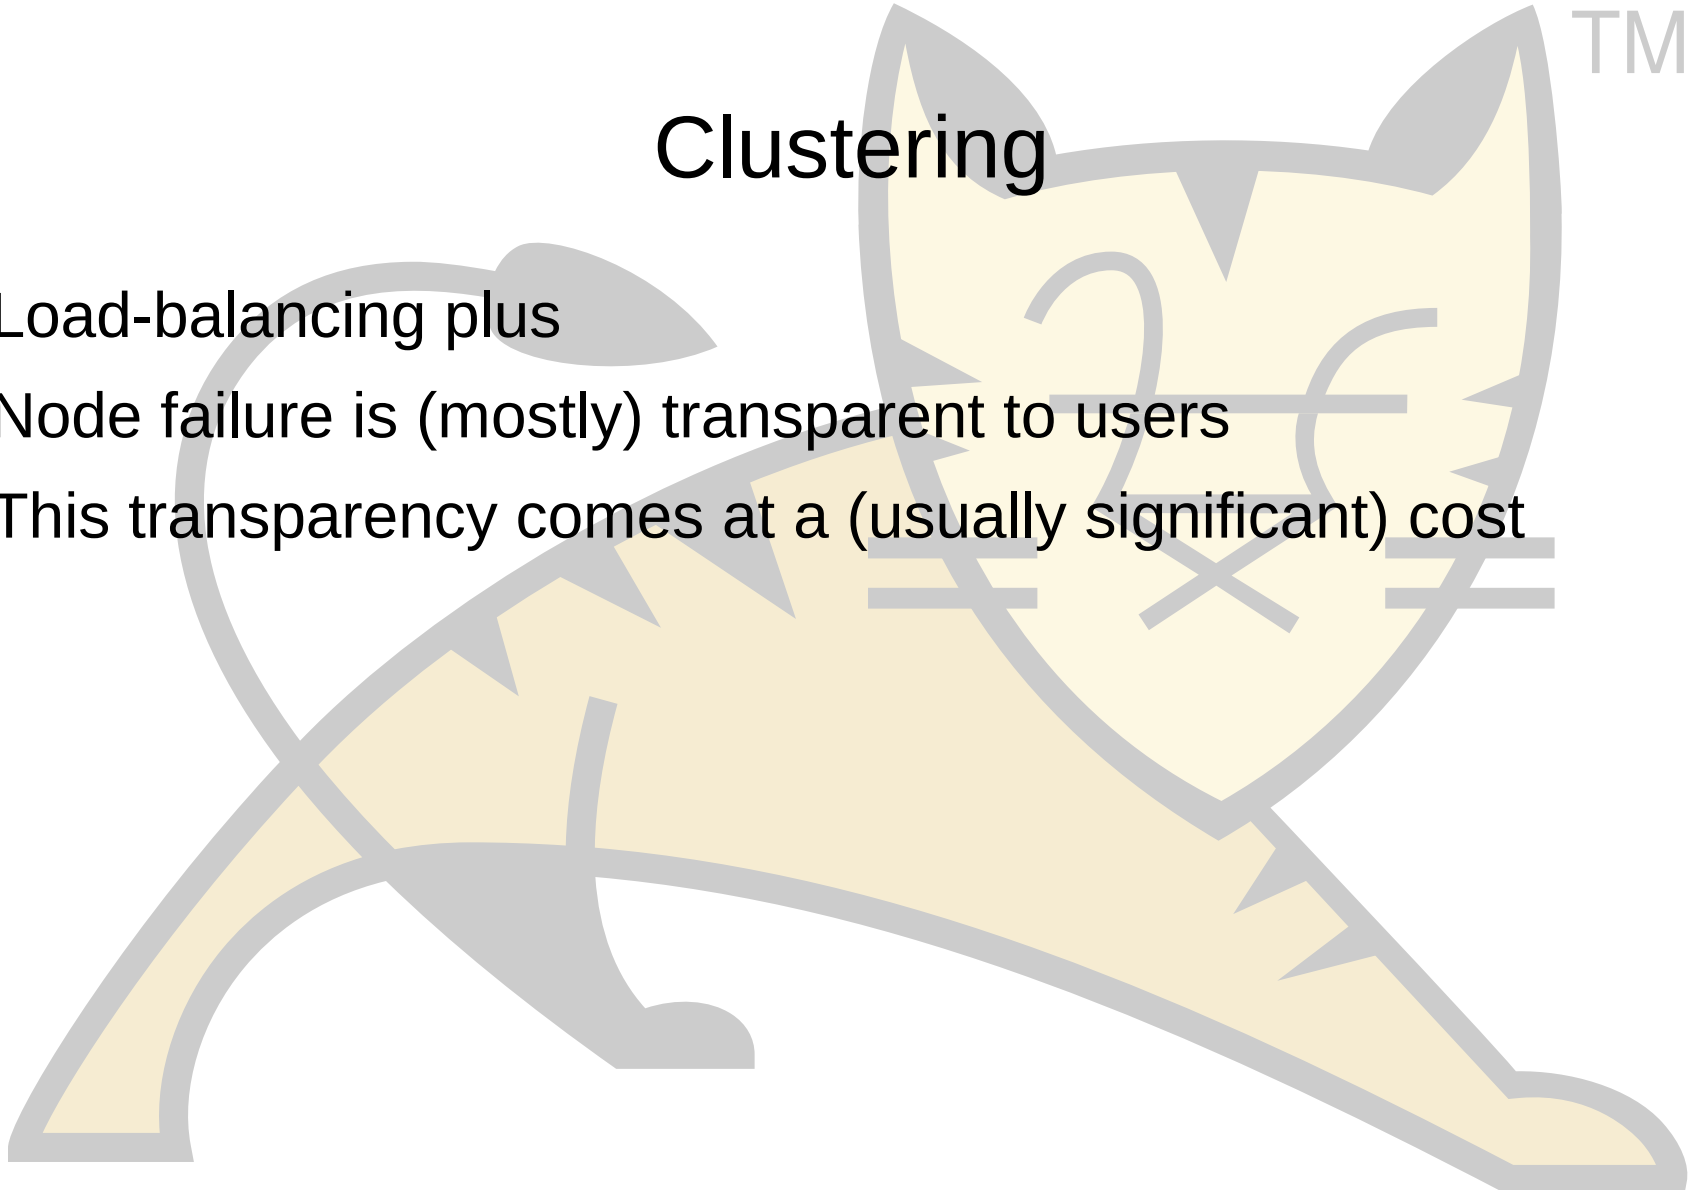 TM
Clustering
Load-balancing plus
Node failure is (mostly) transparent to users
This transparency comes at a (usually significant) cost